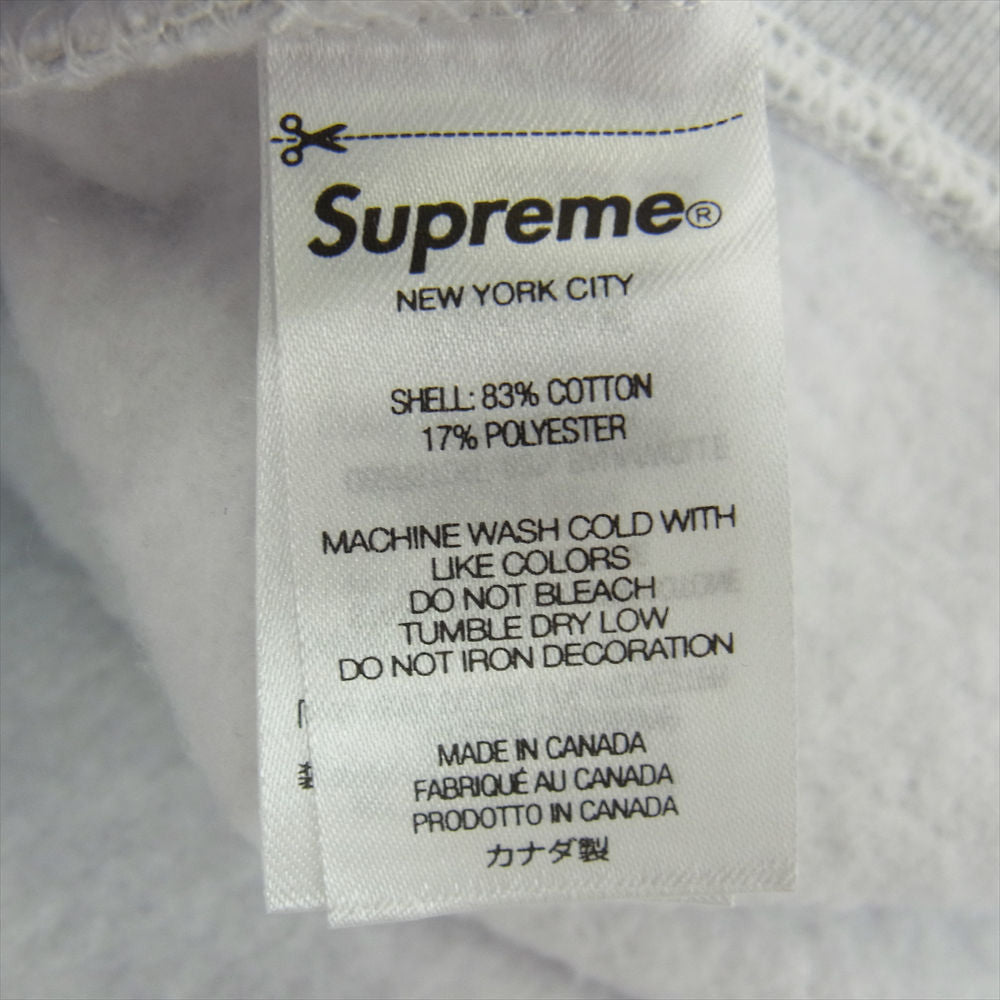 Supreme®
NEW YORK CITY
SHELL: 83% COTTON
17% POLYESTER
MACHINE WASH COLD WITH
LIKE COLORS
DO NOT BLEACH
TUMBLE DRY LOW
DO NOT IRON DECORATION
MADE IN CANADA
FABRIQUÉ AU CANADA
PRODOTTO IN CANADA
カナダ製